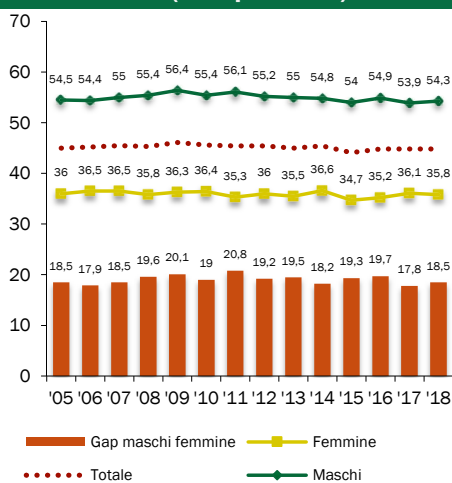 70
60
50
40
30
20
10
0
54,5 54,4 55 55,4 56,4 55,4 56,1 55,2 55 54,8 54 54,9 53,9 54,3
36 36,5 36,5 35,8 36,3 36,4 35,3 36 35,5 36,6 34,7 35,2 36,1 35,8
18,5 17,9 18,5 19,6 20,1 19 20,8 19,2 19,5 18,2 19,3 19,7 17,8 18,5
'05 '06 '07 '08 '09 '10 '11 '12 '13 '14 '15 '16 '17 '18
Gap maschi femmine Femmine
Totale Maschi